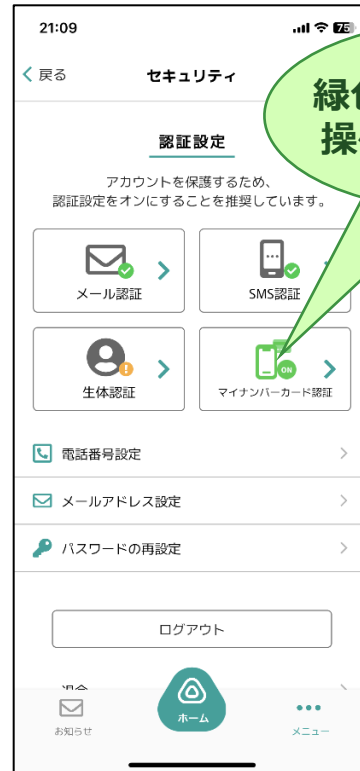 21:09
75
戻る
セキュリティ
緑
操
認証設定
アカウントを保護するため、
認証設定をオンにすることを推奨しています。
メール認証
SMS認証
生体認証
ON
マイナンバーカード認証
電話番号設定
メールアドレス設定
パスワードの再設定
ログアウト
お知らせ
ホーム
メニュー